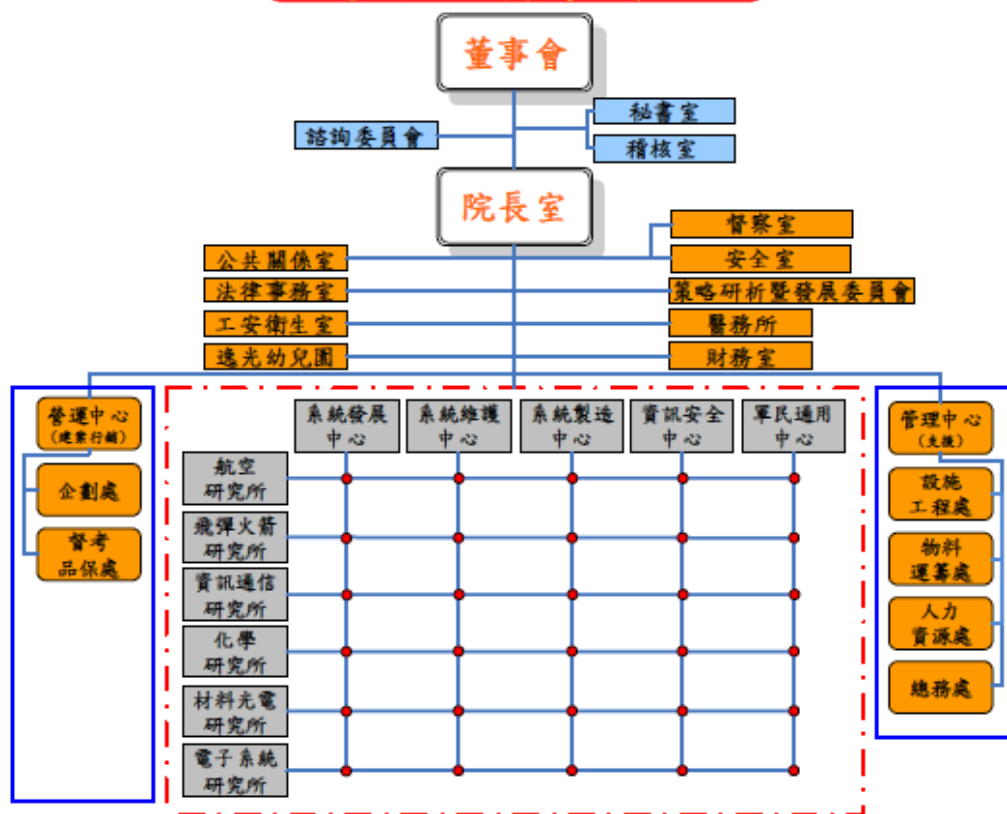 董事會
秘書室
諮詢委員會
稽核室
院長室
督察室
公共關係室
安全室
法律事務室
策略研析暨發展委員會
工安衛生室
醫務所
逸光幼兒園
財務室
營運中心
(建案行銷)
企劃處
督考
品保處
系統發展
中心
系統維護
中心
系統製造
中心
資訊安全
中心
軍民通用
中心
航空
研究所
飛彈火箭
研究所
資訊通信
研究所
化學
研究所
材料光電
研究所
電子系統
研究所
管理中心
(支援)
設施
工程處
物料
運籌處
人力
資源處
總務處